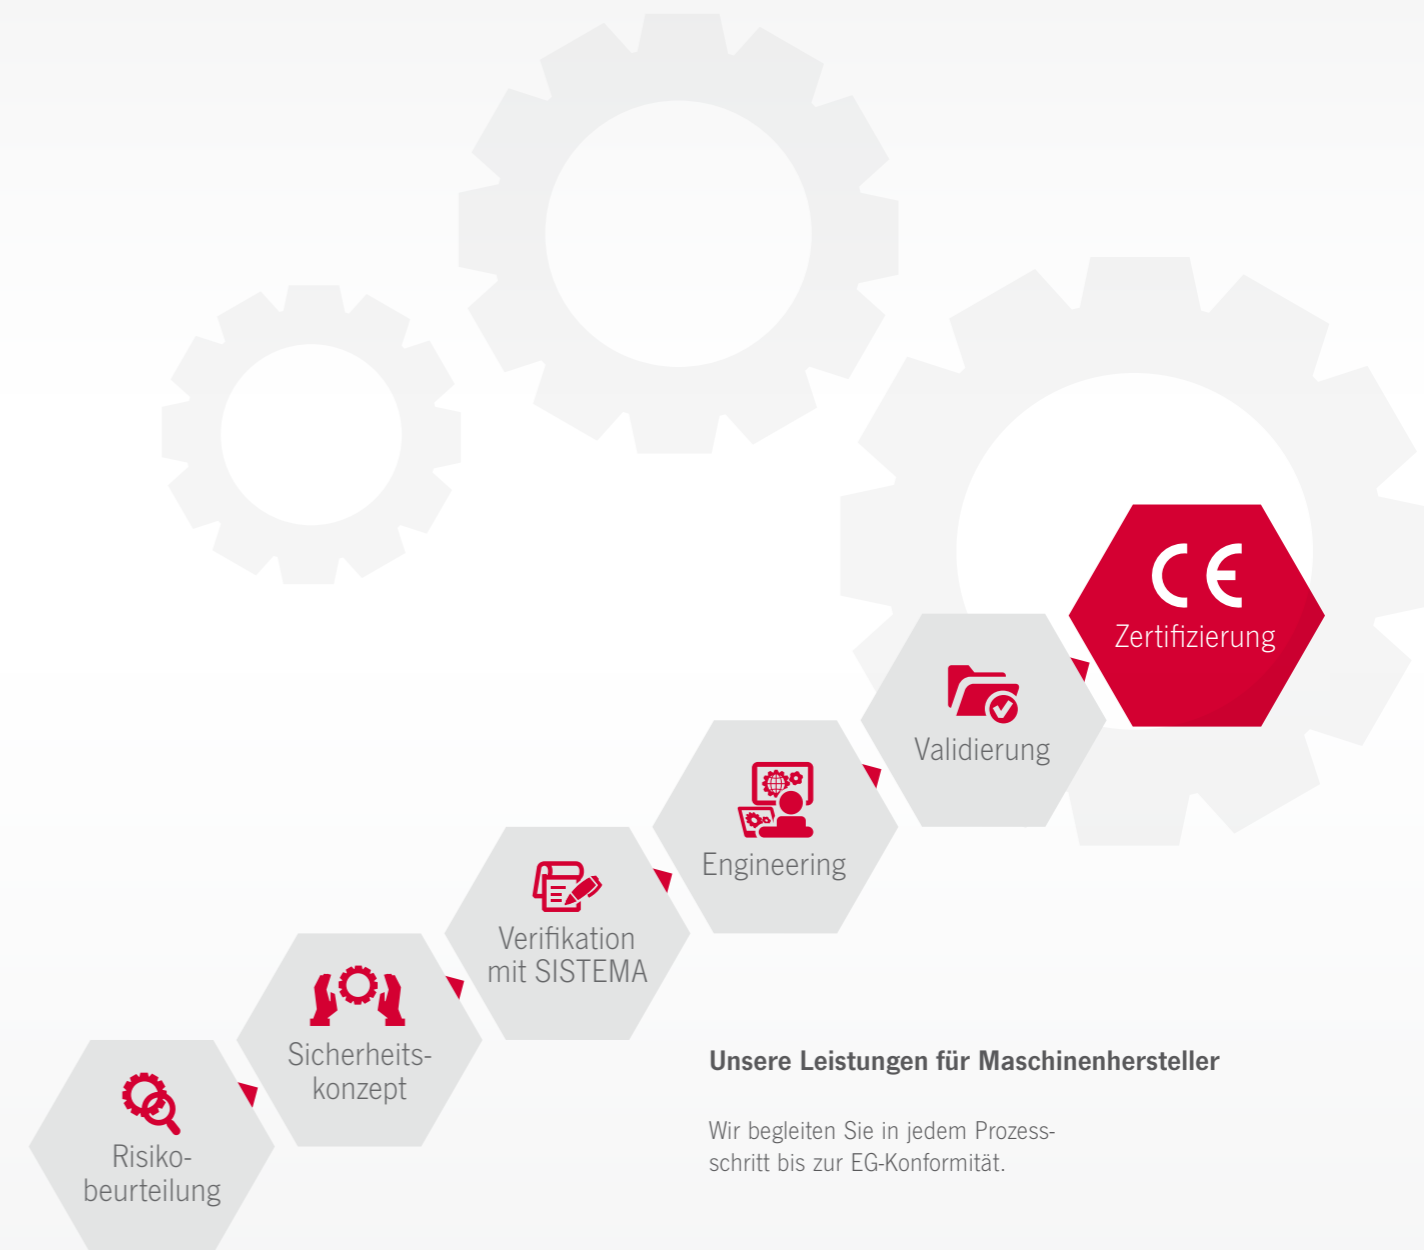 CE
Zertifizierung
Validierung
Engineering
Verifikation
mit SISTEMA
Sicherheits-
konzept
Risiko-
beurteilung
Unsere Leistungen für Maschinenhersteller
Wir begleiten Sie in jedem Prozess-
schritt bis zur EG-Konformität.